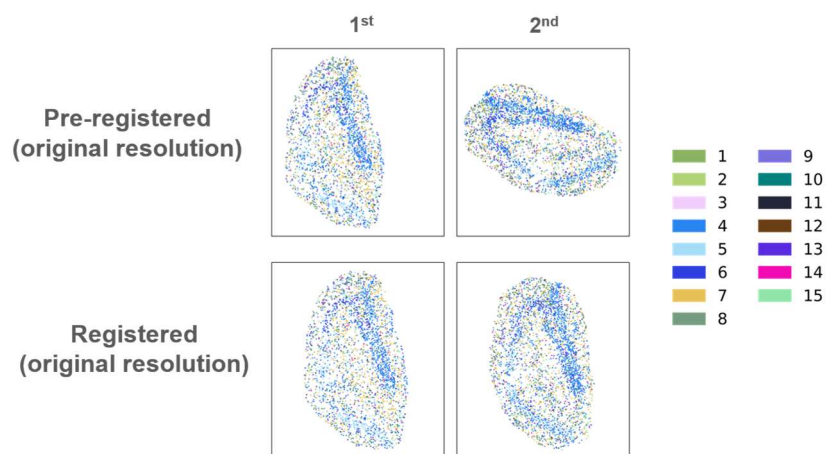 1st
2nd
Pre-registered
(original resolution)
Registered
(original resolution)
1
2
3
4
5
6
7
8
9
10
11
12
13
14
15